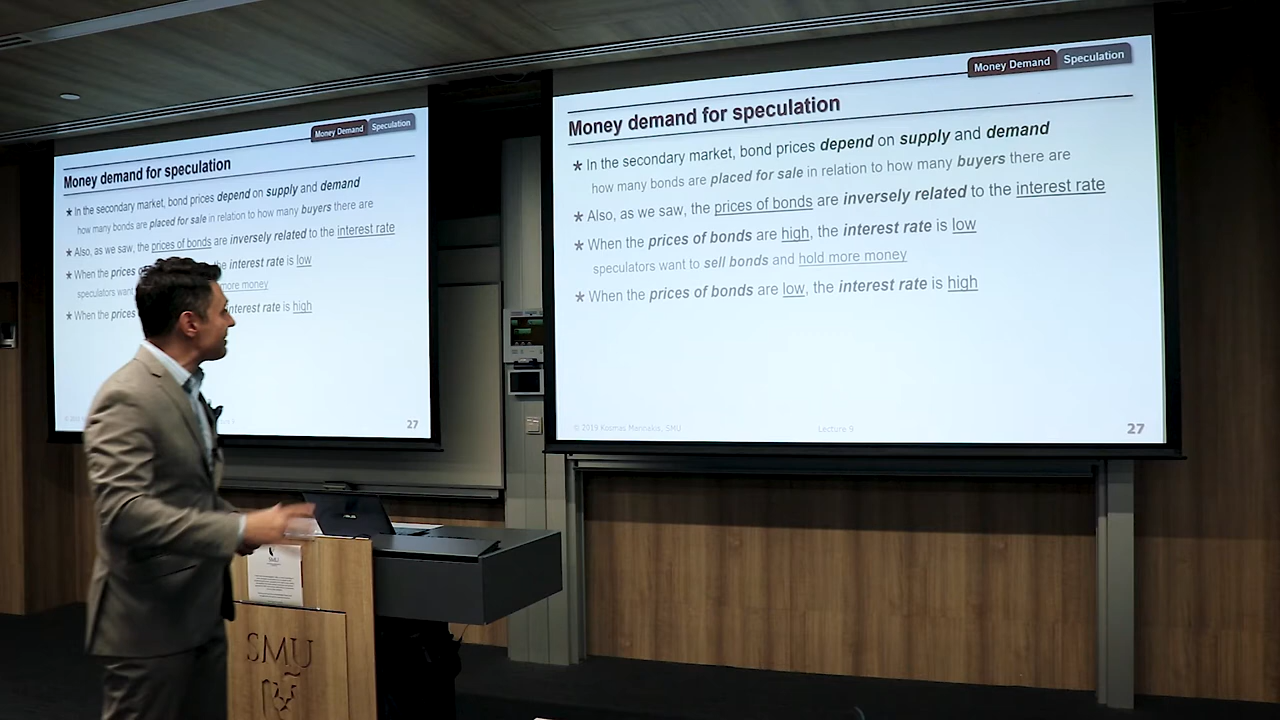 Money Demand Speculation
Money demand for speculation
★ In the secondary market, bond prices depend on supply and demand
how many bonds are placed for sale in relation to how many buyers there are
★ Also, as we saw, the prices of bonds are inversely related to the interest rate
★ When the prices of bonds are high, the interest rate is low
speculators want to sell bonds and hold more money
★ When the prices of bonds are low, the interest rate is high
© 2019 Kosmas Marinakis, SMU Lecture 9 27
Money Demand Speculation
Money demand for speculation
★ In the secondary market, bond prices depend on supply and demand
how many bonds are placed for sale in relation to how many buyers there are
★ Also, as we saw, the prices of bonds are inversely related to the interest rate
★ When the prices the interest rate is low
speculators want more money
★ When the prices interest rate is high
27
SMU
SMU